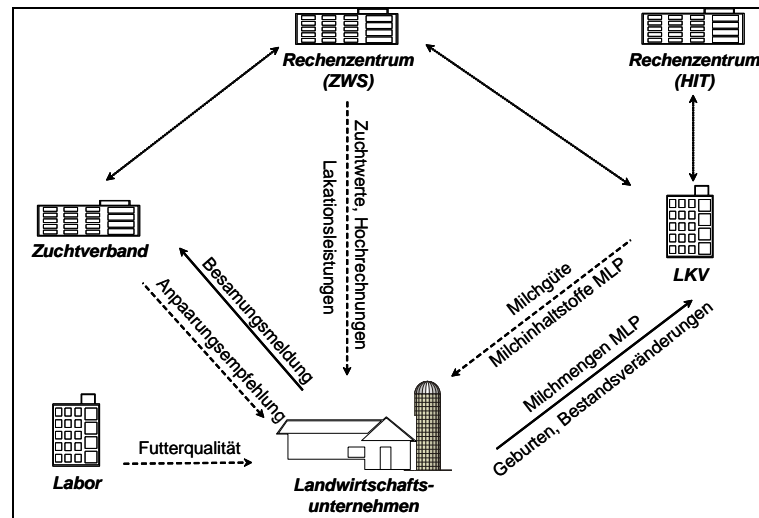 Rechenzentrum
(ZWS)
Rechenzentrum
(HIT)
Zuchtwerte, Hochrechnungen
Lakationsleistungen
Zuchtverband
LKV
Besamungsmeldung
Anpaarungsempfehlung
Milchgüte
Milchinhaltstoffe MLP
Milchmengen MLP
Geburten, Bestandsveränderungen
Futterqualität
Labor
Landwirtschafts-
unternehmen